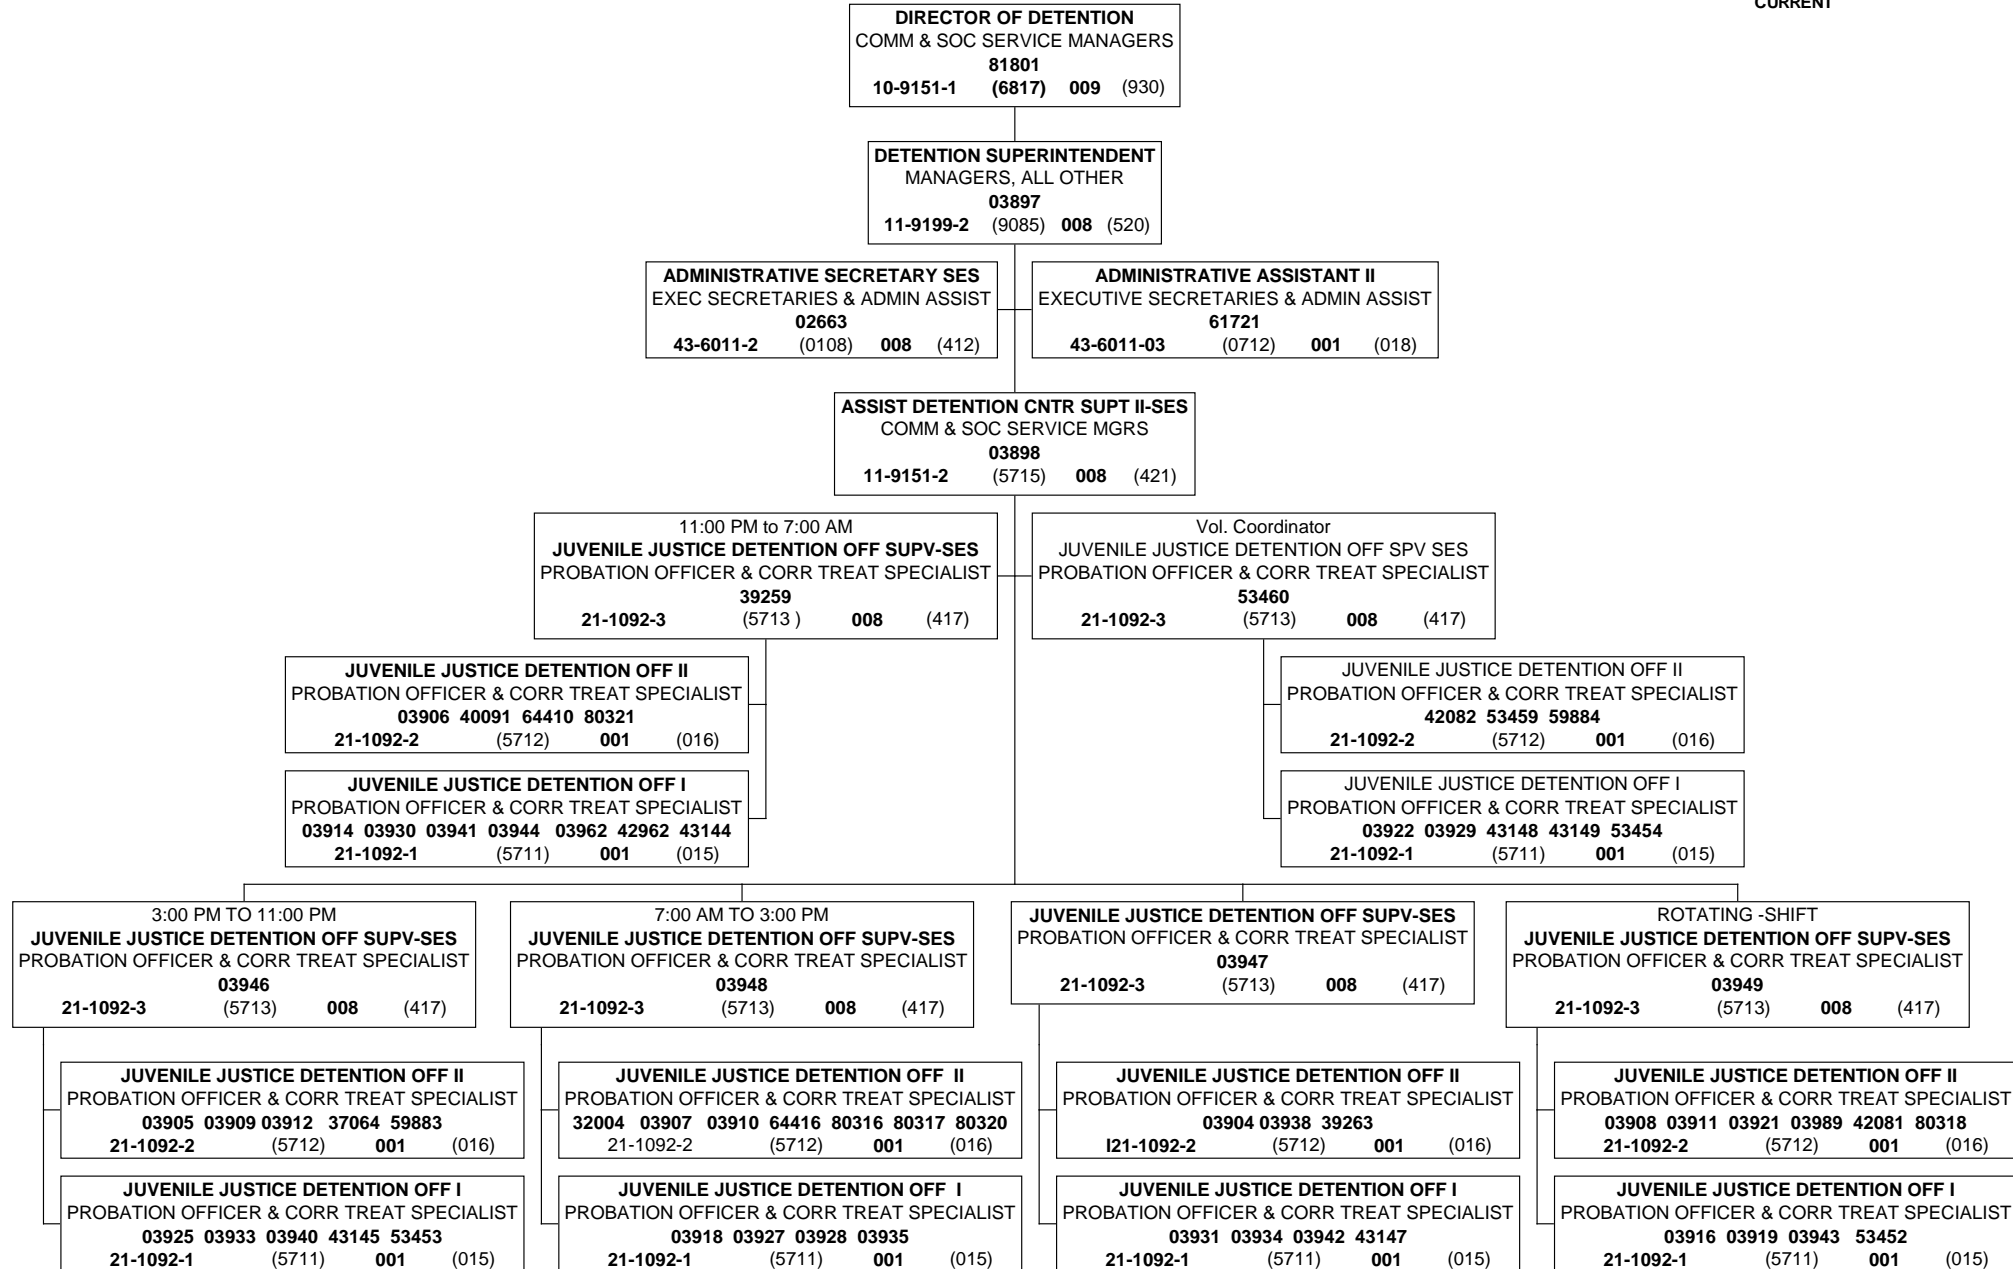 CURRENT
DIRECTOR OF DETENTION
COMM & SOC SERVICE MANAGERS
81801
10-9151-1 (6817) 009 (930)
DETENTION SUPERINTENDENT
MANAGERS, ALL OTHER
03897
11-9199-2 (9085) 008 (520)
ADMINISTRATIVE SECRETARY SES
EXEC SECRETARIES & ADMIN ASSIST
02663
43-6011-2 (0108) 008 (412)
ADMINISTRATIVE ASSISTANT II
EXECUTIVE SECRETARIES & ADMIN ASSIST
61721
43-6011-03 (0712) 001 (018)
ASSIST DETENTION CNTR SUPT II-SES
COMM & SOC SERVICE MGRS
03898
11-9151-2 (5715) 008 (421)
11:00 PM to 7:00 AM
JUVENILE JUSTICE DETENTION OFF SUPV-SES
PROBATION OFFICER & CORR TREAT SPECIALIST
39259
21-1092-3 (5713 ) 008 (417)
Vol. Coordinator
JUVENILE JUSTICE DETENTION OFF SPV SES
PROBATION OFFICER & CORR TREAT SPECIALIST
53460
21-1092-3 (5713) 008 (417)
JUVENILE JUSTICE DETENTION OFF II
PROBATION OFFICER & CORR TREAT SPECIALIST
03906 40091 64410 80321
21-1092-2 (5712) 001 (016)
JUVENILE JUSTICE DETENTION OFF I
PROBATION OFFICER & CORR TREAT SPECIALIST
03914 03930 03941 03944 03962 42962 43144
21-1092-1 (5711) 001 (015)
JUVENILE JUSTICE DETENTION OFF II
PROBATION OFFICER & CORR TREAT SPECIALIST
42082 53459 59884
21-1092-2 (5712) 001 (016)
JUVENILE JUSTICE DETENTION OFF I
PROBATION OFFICER & CORR TREAT SPECIALIST
03922 03929 43148 43149 53454
21-1092-1 (5711) 001 (015)
3:00 PM TO 11:00 PM
JUVENILE JUSTICE DETENTION OFF SUPV-SES
PROBATION OFFICER & CORR TREAT SPECIALIST
03946
21-1092-3 (5713) 008 (417)
JUVENILE JUSTICE DETENTION OFF II
PROBATION OFFICER & CORR TREAT SPECIALIST
03905 03909 03912 37064 59883
21-1092-2 (5712) 001 (016)
JUVENILE JUSTICE DETENTION OFF I
PROBATION OFFICER & CORR TREAT SPECIALIST
03925 03933 03940 43145 53453
21-1092-1 (5711) 001 (015)
7:00 AM TO 3:00 PM
JUVENILE JUSTICE DETENTION OFF SUPV-SES
PROBATION OFFICER & CORR TREAT SPECIALIST
03948
21-1092-3 (5713) 008 (417)
JUVENILE JUSTICE DETENTION OFF II
PROBATION OFFICER & CORR TREAT SPECIALIST
32004 03907 03910 64416 80316 80317 80320
21-1092-2 (5712) 001 (016)
JUVENILE JUSTICE DETENTION OFF I
PROBATION OFFICER & CORR TREAT SPECIALIST
03918 03927 03928 03935
21-1092-1 (5711) 001 (015)
JUVENILE JUSTICE DETENTION OFF SUPV-SES
PROBATION OFFICER & CORR TREAT SPECIALIST
03947
21-1092-3 (5713) 008 (417)
JUVENILE JUSTICE DETENTION OFF II
PROBATION OFFICER & CORR TREAT SPECIALIST
03904 03938 39263
I21-1092-2 (5712) 001 (016)
JUVENILE JUSTICE DETENTION OFF I
PROBATION OFFICER & CORR TREAT SPECIALIST
03931 03934 03942 43147
21-1092-1 (5711) 001 (015)
ROTATING -SHIFT
JUVENILE JUSTICE DETENTION OFF SUPV-SES
PROBATION OFFICER & CORR TREAT SPECIALIST
03949
21-1092-3 (5713) 008 (417)
JUVENILE JUSTICE DETENTION OFF II
PROBATION OFFICER & CORR TREAT SPECIALIST
03908 03911 03921 03989 42081 80318
21-1092-2 (5712) 001 (016)
JUVENILE JUSTICE DETENTION OFF I
PROBATION OFFICER & CORR TREAT SPECIALIST
03916 03919 03943 53452
21-1092-1 (5711) 001 (015)